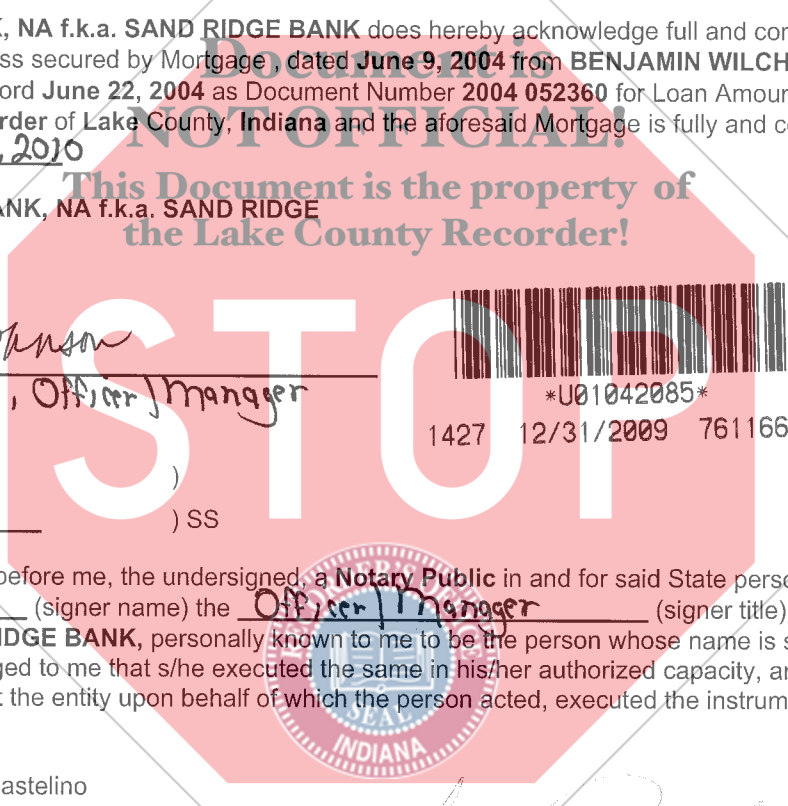 , NA f.k.a. SAND RIDGE BANK does hereby acknowledge full and con
ss secured by Mortgage , dated June 9, 2004 from BENJAMIN WILCH
ord June 22, 2004 as Document Number 2004 052360 for Loan Amour
rder of Lake County, Indiana and the aforesaid Mortgage is fully and c
, 2010
Document is
NOT OFFICIAL!
This Document is the property of
the Lake County Recorder!
ANK, NA f.k.a. SAND RIDGE
STOP
ohnson
, Officer / Manager
*U01042085*
1427 12/31/2009 761166
)
) SS
before me, the undersigned, a Notary Public in and for said State perso
(signer name) the Officer / Manager (signer title)
IDGE BANK, personally known to me to be the person whose name is s
ged to me that s/he executed the same in his/her authorized capacity, an
t the entity upon behalf of which the person acted, executed the instrum
SEAL
INDIANA
astelino